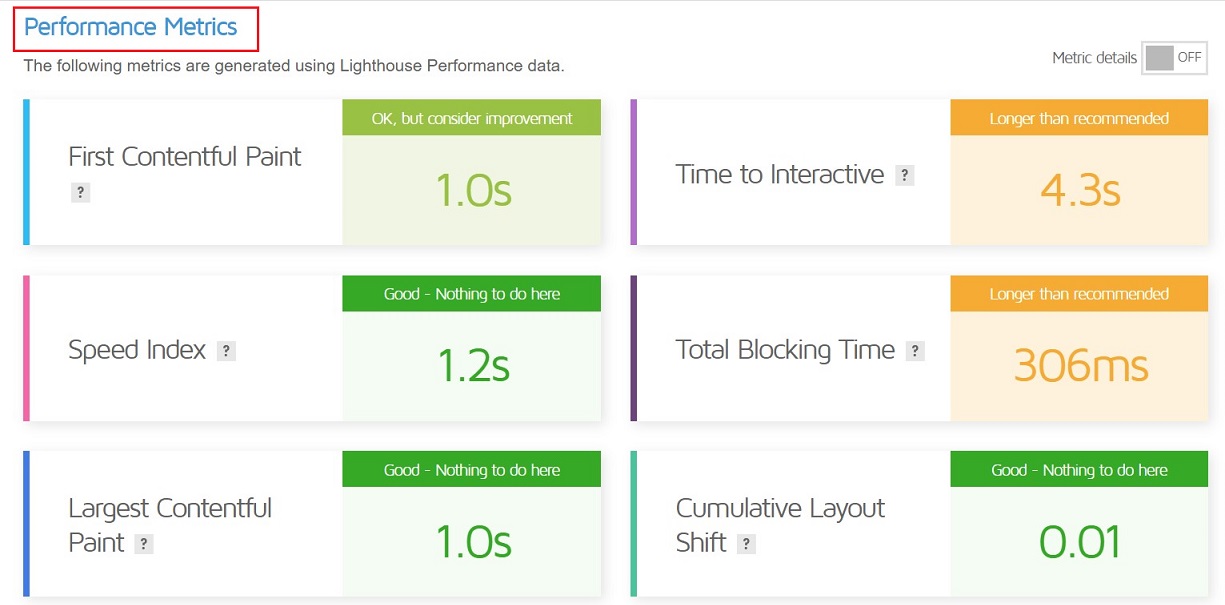 Performance Metrics
The following metrics are generated using Lighthouse Performance data.
Metric details OFF
First Contentful Paint
?
OK, but consider improvement
1.0s
Time to Interactive ?
Longer than recommended
4.3s
Speed Index ?
Good - Nothing to do here
1.2s
Total Blocking Time ?
Longer than recommended
306ms
Largest Contentful
Paint ?
Good - Nothing to do here
1.0s
Cumulative Layout
Shift ?
Good - Nothing to do here
0.01